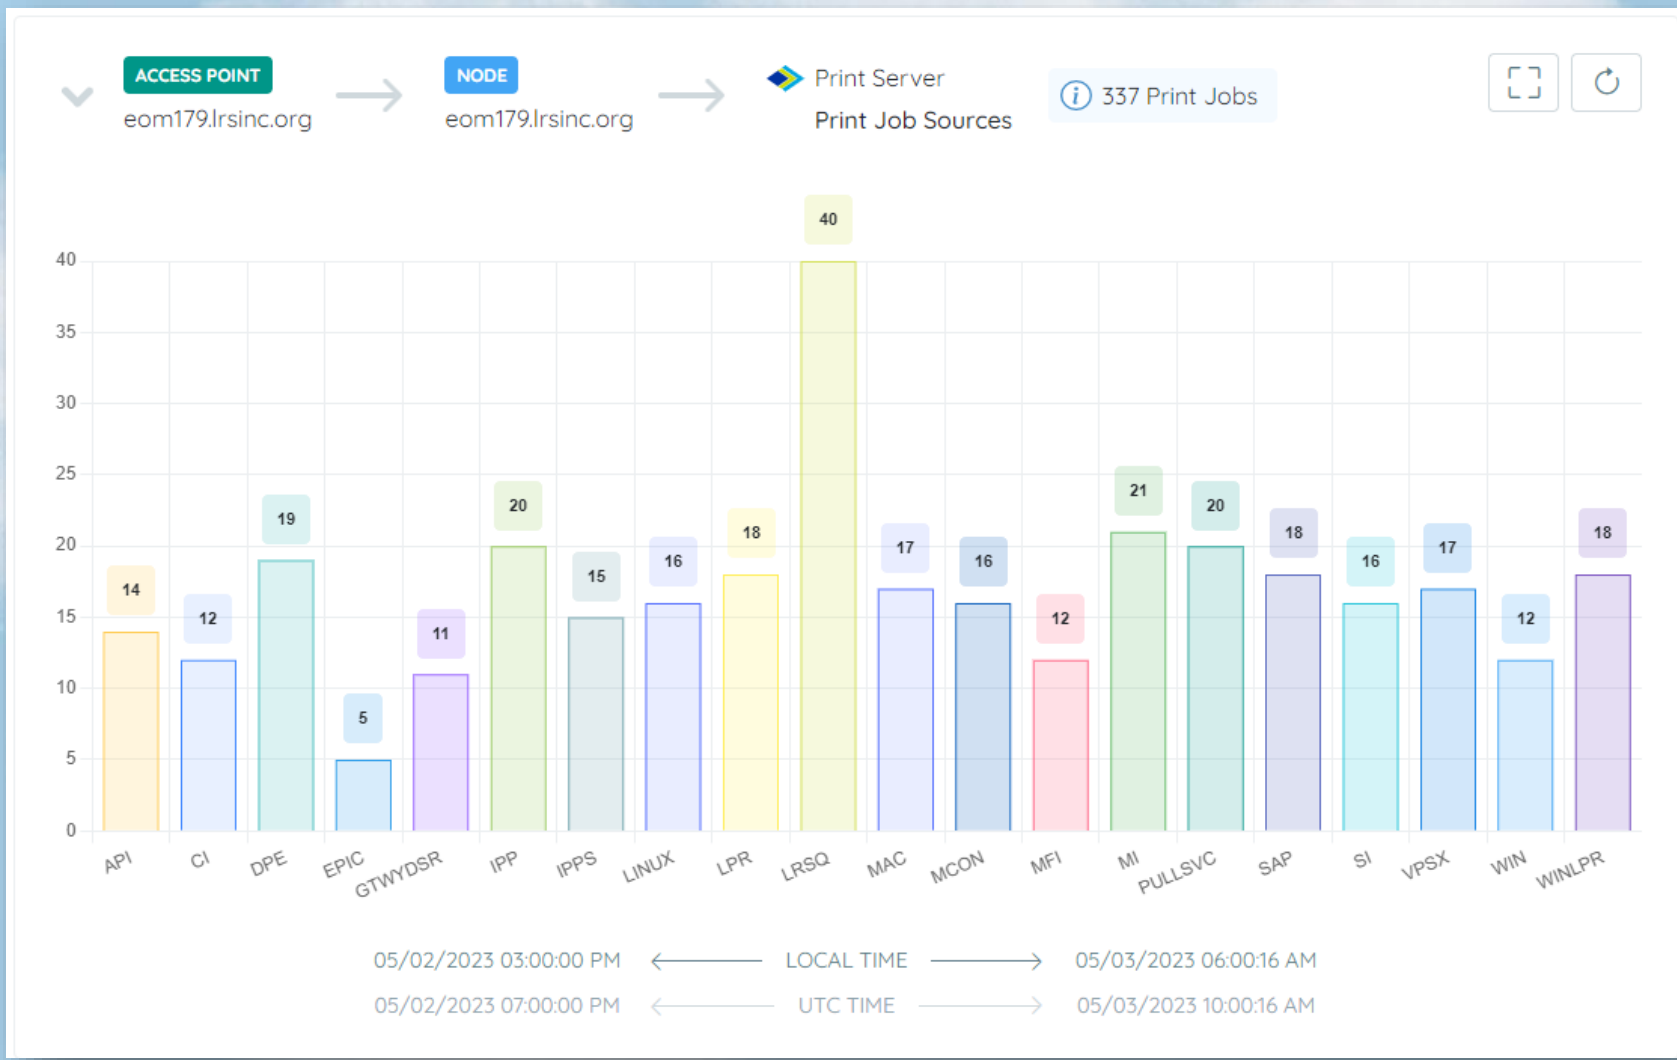 ACCESS POINT
eom179.lrsinc.org
NODE
eom179.lrsinc.org
Print Server
Print Job Sources
i 337 Print Jobs
40
35
30
25
20
15
10
5
0
14
12
19
5
11
20
15
16
18
40
17
16
12
21
20
18
16
17
12
18
API
CI
DPE
EPIC
GTWYDSR
IPP
IPPS
LINUX
LPR
LRSQ
MAC
MCON
MFI
MI
PULLSVC
SAP
SI
VPSX
WIN
WINLPR
05/02/2023 03:00:00 PM LOCAL TIME 05/03/2023 06:00:16 AM
05/02/2023 07:00:00 PM UTC TIME 05/03/2023 10:00:16 AM